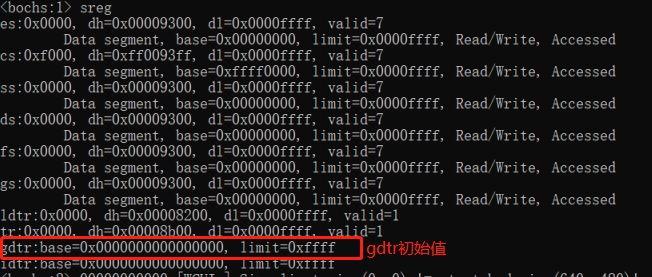 <bochs:1> sreg
es:0x0000, dh=0x00009300, dl=0x0000ffff, valid=7
Data segment, base=0x00000000, limit=0x0000ffff, Read/Write, Accessed
cs:0xf000, dh=0xff0093ff, dl=0x0000ffff, valid=7
Data segment, base=0xffff0000, limit=0x0000ffff, Read/Write, Accessed
ss:0x0000, dh=0x00009300, dl=0x0000ffff, valid=7
Data segment, base=0x00000000, limit=0x0000ffff, Read/Write, Accessed
ds:0x0000, dh=0x00009300, dl=0x0000ffff, valid=7
Data segment, base=0x00000000, limit=0x0000ffff, Read/Write, Accessed
fs:0x0000, dh=0x00009300, dl=0x0000ffff, valid=7
Data segment, base=0x00000000, limit=0x0000ffff, Read/Write, Accessed
gs:0x0000, dh=0x00009300, dl=0x0000ffff, valid=7
Data segment, base=0x00000000, limit=0x0000ffff, Read/Write, Accessed
ldtr:0x0000, dh=0x00008200, dl=0x0000ffff, valid=1
tr:0x0000, dh=0x00008b00, dl=0x0000ffff, valid=1
gdtr:base=0x0000000000000000, limit=0xffff gdtr初始值
idtr:base=0x0000000000000000, limit=0xffff